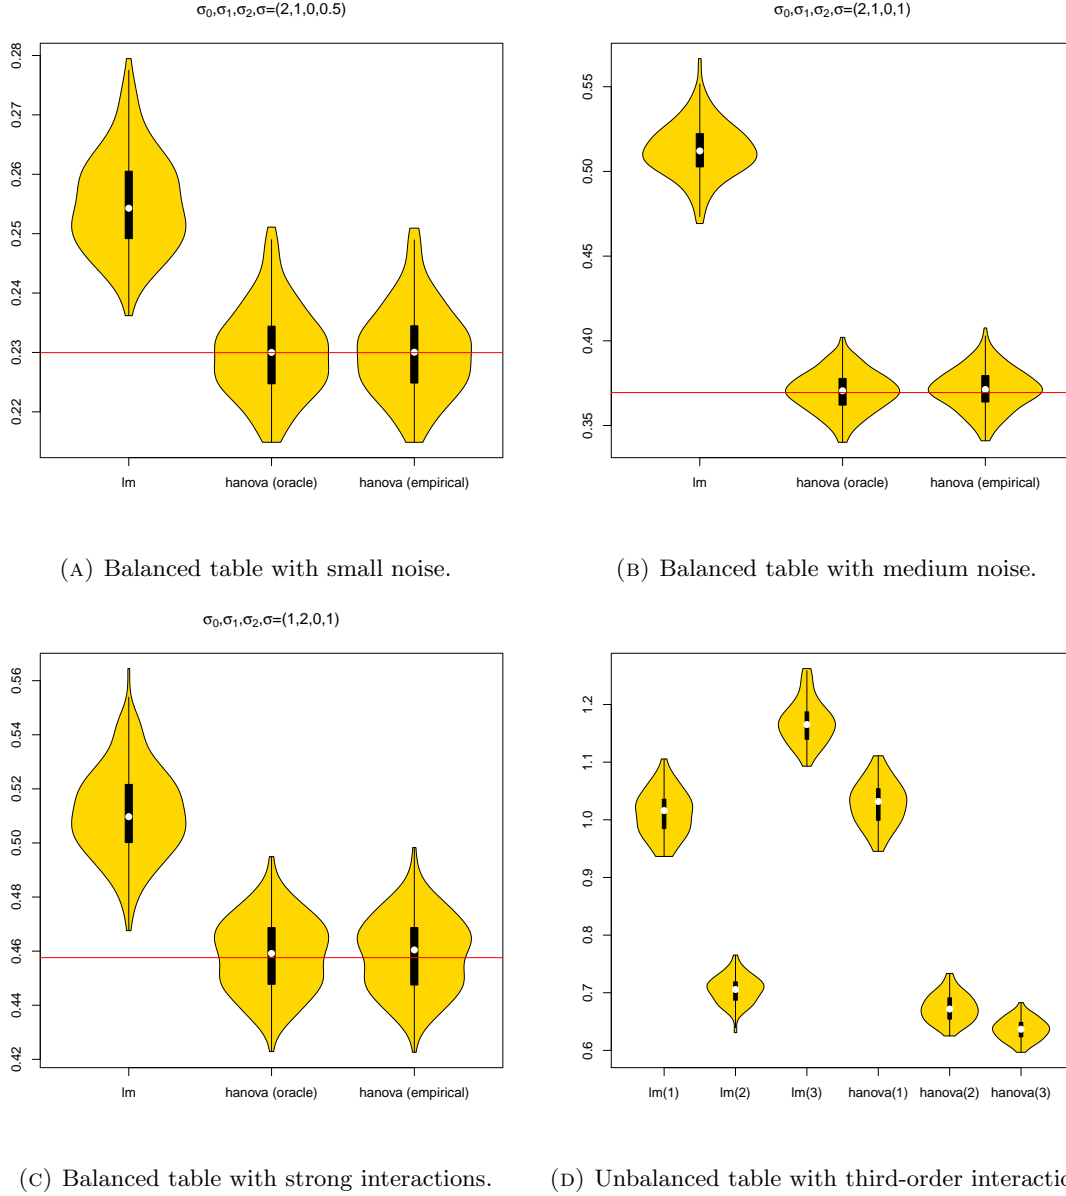 σ0,σ1,σ2,σ=(2,1,0,0.5)
0.28
0.27
0.26
0.25
0.24
0.23
0.22
lm hanova (oracle) hanova (empirical)
(A) Balanced table with small noise.
σ0,σ1,σ2,σ=(2,1,0,1)
0.55
0.50
0.45
0.40
0.35
lm hanova (oracle) hanova (empirical)
(B) Balanced table with medium noise.
σ0,σ1,σ2,σ=(1,2,0,1)
0.56
0.54
0.52
0.50
0.48
0.46
0.44
0.42
lm hanova (oracle) hanova (empirical)
(C) Balanced table with strong interactions.
1.2
1.1
1.0
0.9
0.8
0.7
0.6
lm(1) lm(2) lm(3) hanova(1) hanova(2) hanova(3)
(D) Unbalanced table with third-order interactio